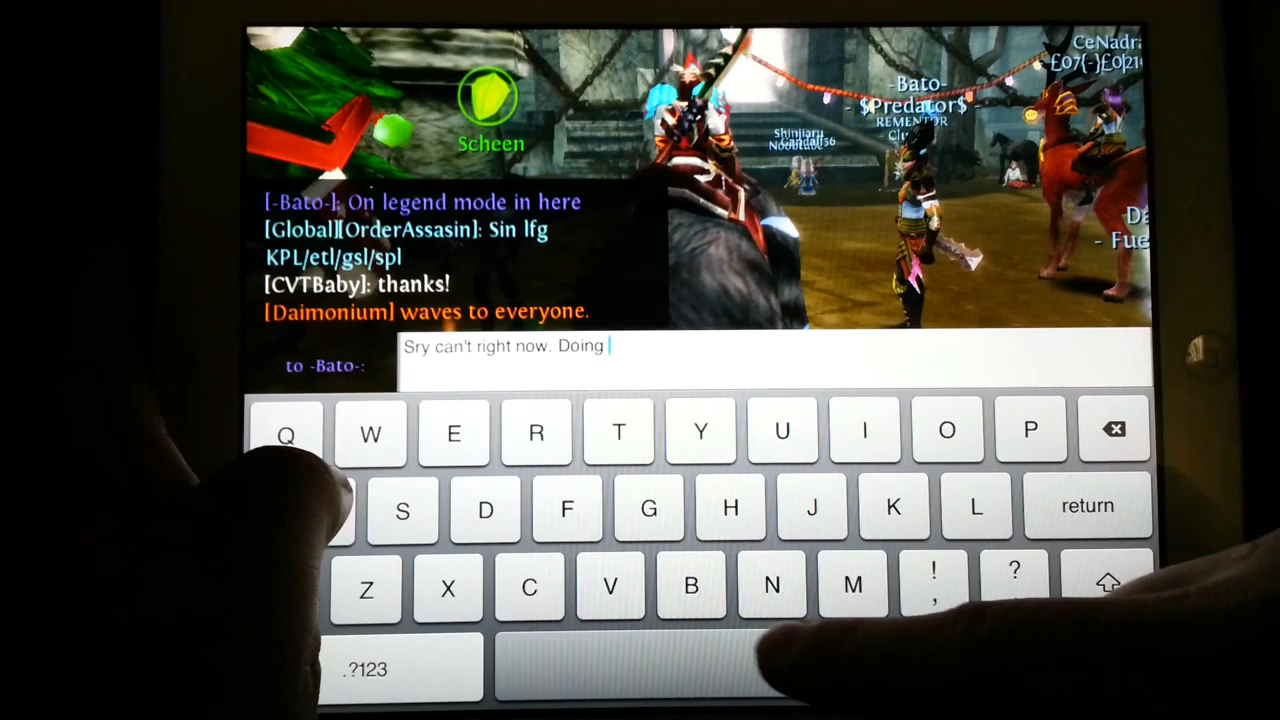 CeNadra
-Bato-
$Predator$
REMENTOR
Scheen
[-Bato-]: On legend mode in here
[Global][OrderAssasin]: Sin lfg
KPL/etl/gsl/spl
[CVTBaby]: thanks!
[Daimonium] waves to everyone.
to -Bato-:
Sry can't right now. Doing
Q W E R T Y U I O P
S D F G H J K L return
Z X C V B N M ! , ?
.?123